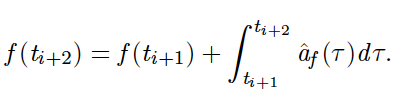 f(t_{i+2}) = f(t_{i+1}) + \int_{t_{i+1}}^{t_{i+2}} \hat{a}_f(\tau) d\tau.